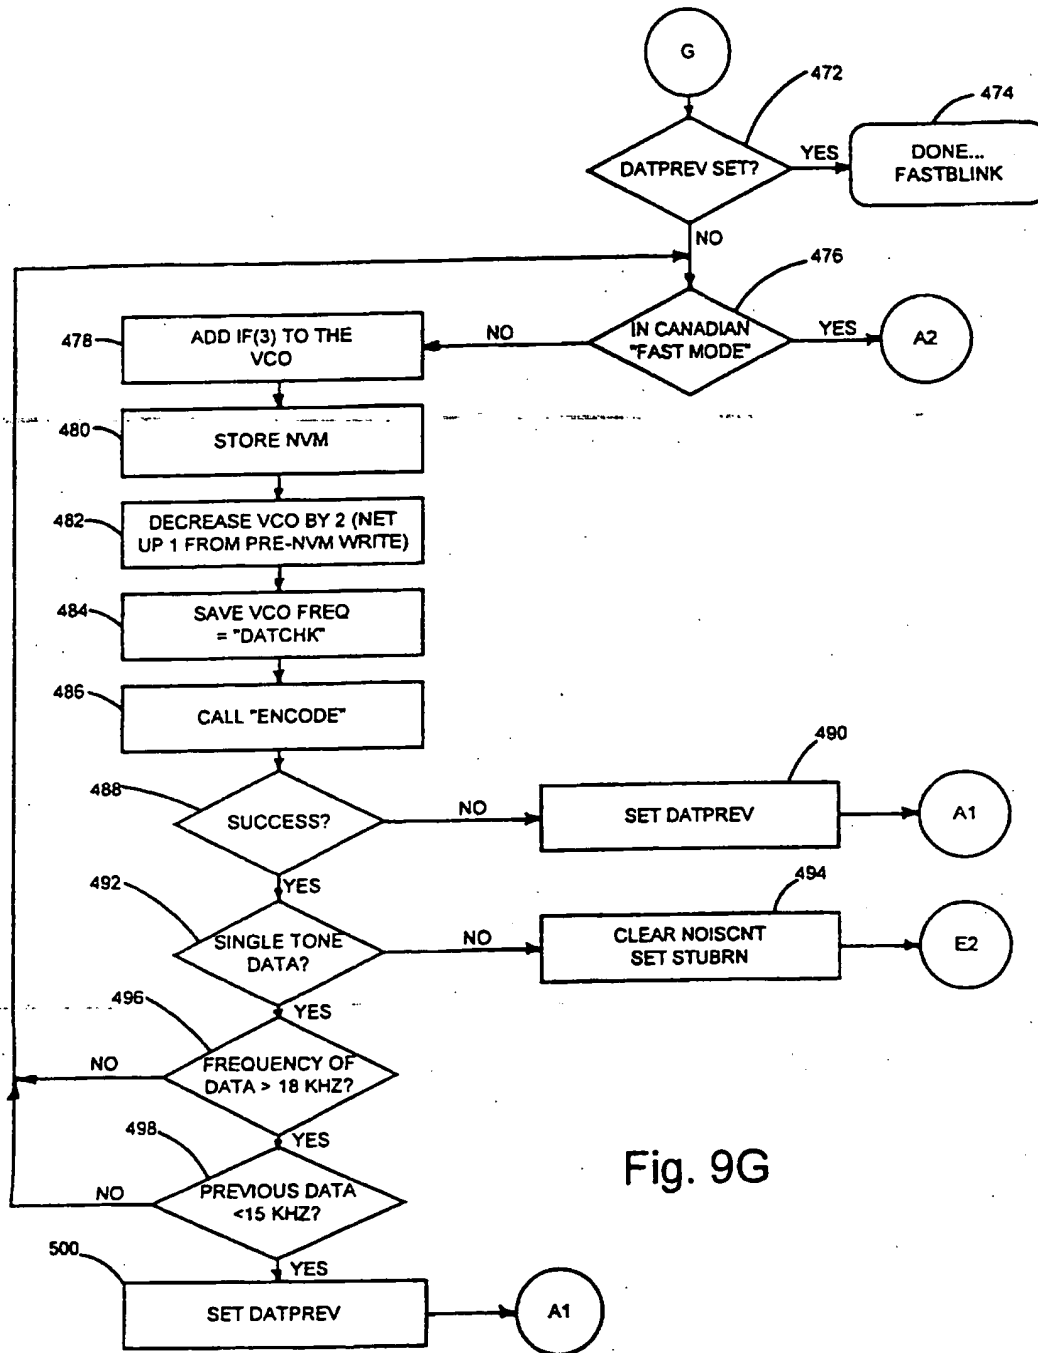 G
472
474
DATPREV SET?
YES
DONE...
FASTBLINK
NO
476
478
ADD IF(3) TO THE
VCO
NO
IN CANADIAN
"FAST MODE"
YES
A2
480
STORE NVM
482
DECREASE VCO BY 2 (NET
UP 1 FROM PRE-NVM WRITE)
484
SAVE VCO FREQ
= "DATCHK"
486
CALL "ENCODE"
488
SUCCESS?
NO
490
SET DATPREV
A1
YES
492
SINGLE TONE
DATA?
NO
494
CLEAR NOISCNT
SET STUBRN
E2
YES
496
NO
FREQUENCY OF
DATA > 18 KHZ?
YES
498
NO
PREVIOUS DATA
<15 KHZ?
YES
500
SET DATPREV
A1
Fig. 9G